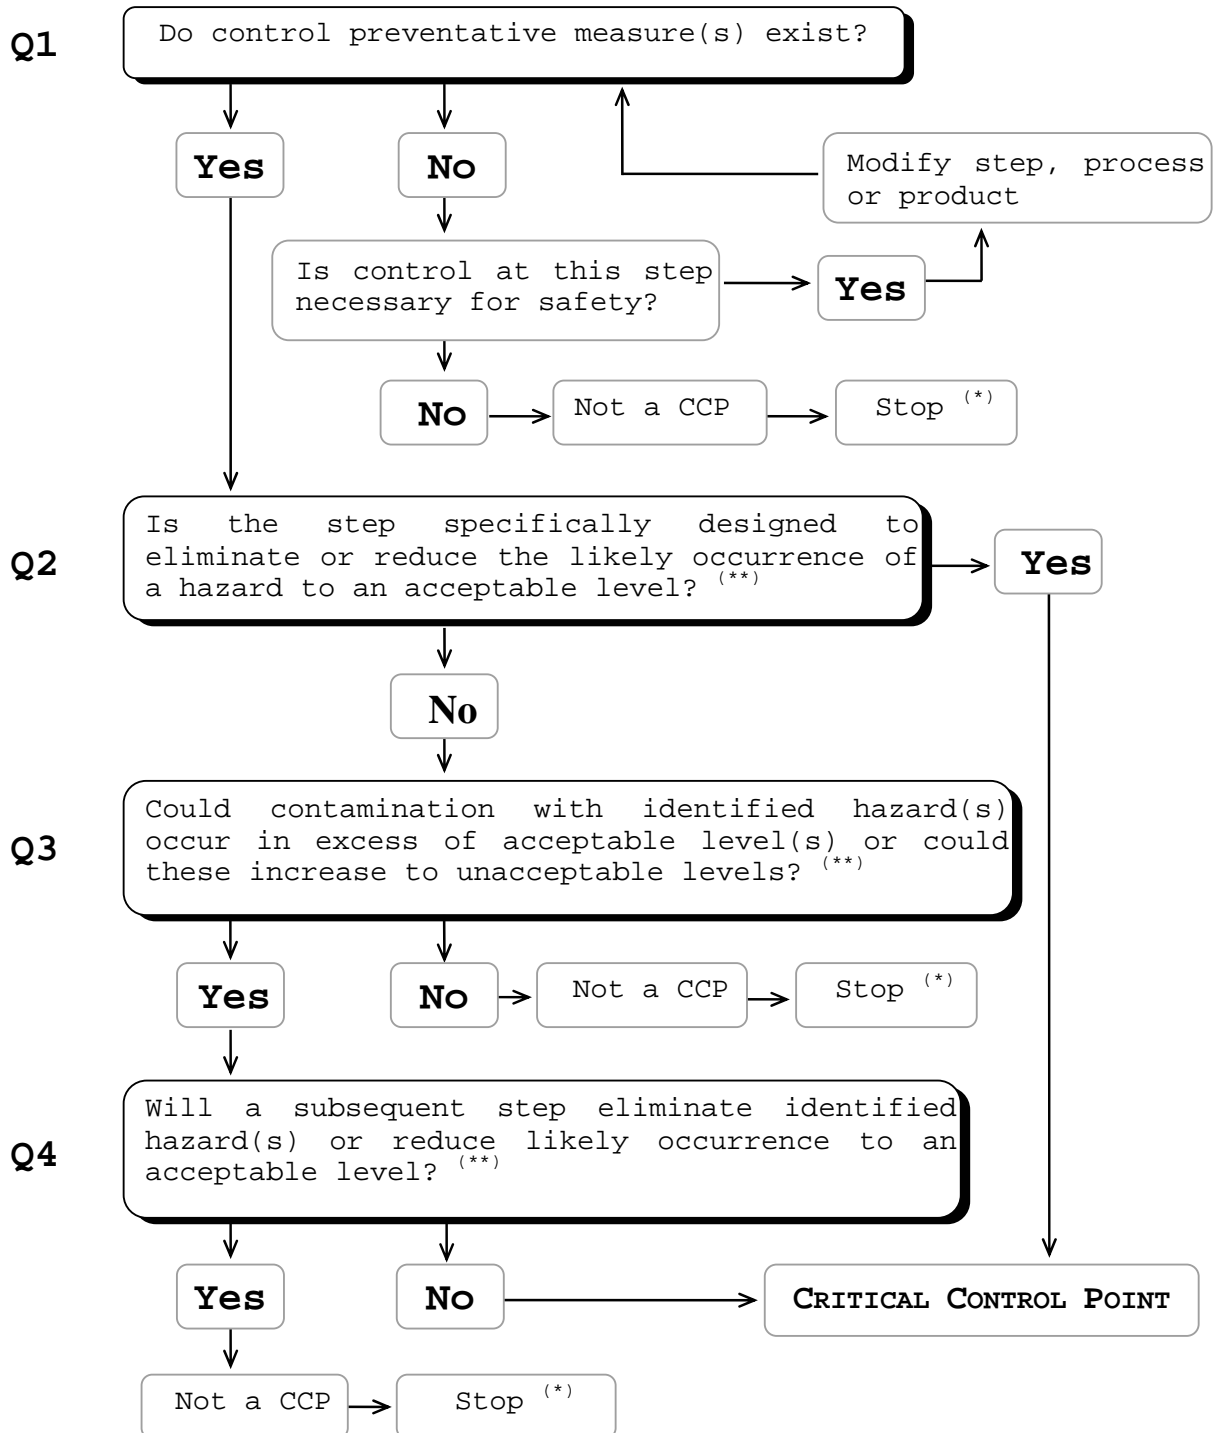 Q1
Do control preventative measure(s) exist?
Yes
No
Modify step, process
or product
Is control at this step
necessary for safety?
Yes
No
Not a CCP
Stop (*)
Q2
Is the step specifically designed to
eliminate or reduce the likely occurrence of
a hazard to an acceptable level? (**)
Yes
No
Q3
Could contamination with identified hazard(s)
occur in excess of acceptable level(s) or could
these increase to unacceptable levels? (**)
Yes
No
Not a CCP
Stop (*)
Q4
Will a subsequent step eliminate identified
hazard(s) or reduce likely occurrence to an
acceptable level? (**)
Yes
No
CRITICAL CONTROL POINT
Not a CCP
Stop (*)